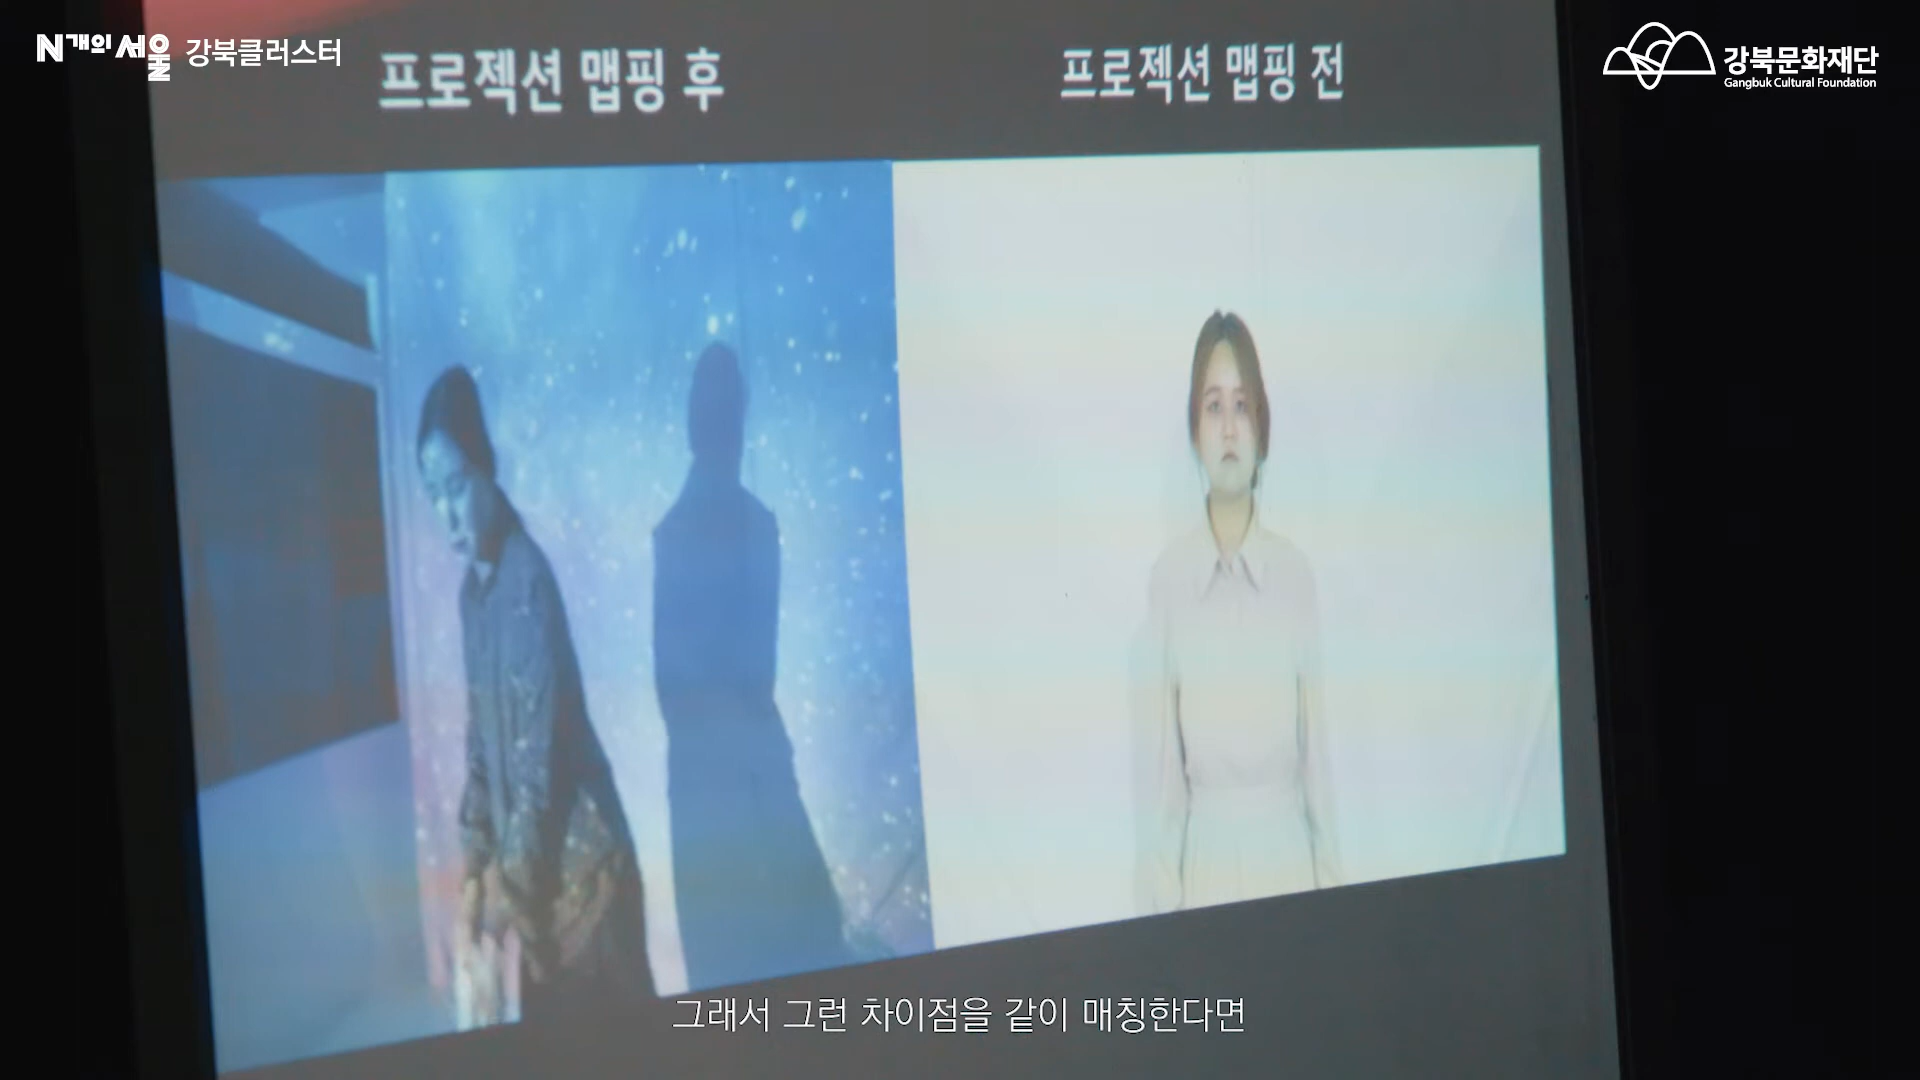 N개의 서울 강북클러스터
강북문화재단
Gangbuk Cultural Foundation
프로젝션 맵핑 후
프로젝션 맵핑 전
그래서 그런 차이점을 같이 매칭한다면